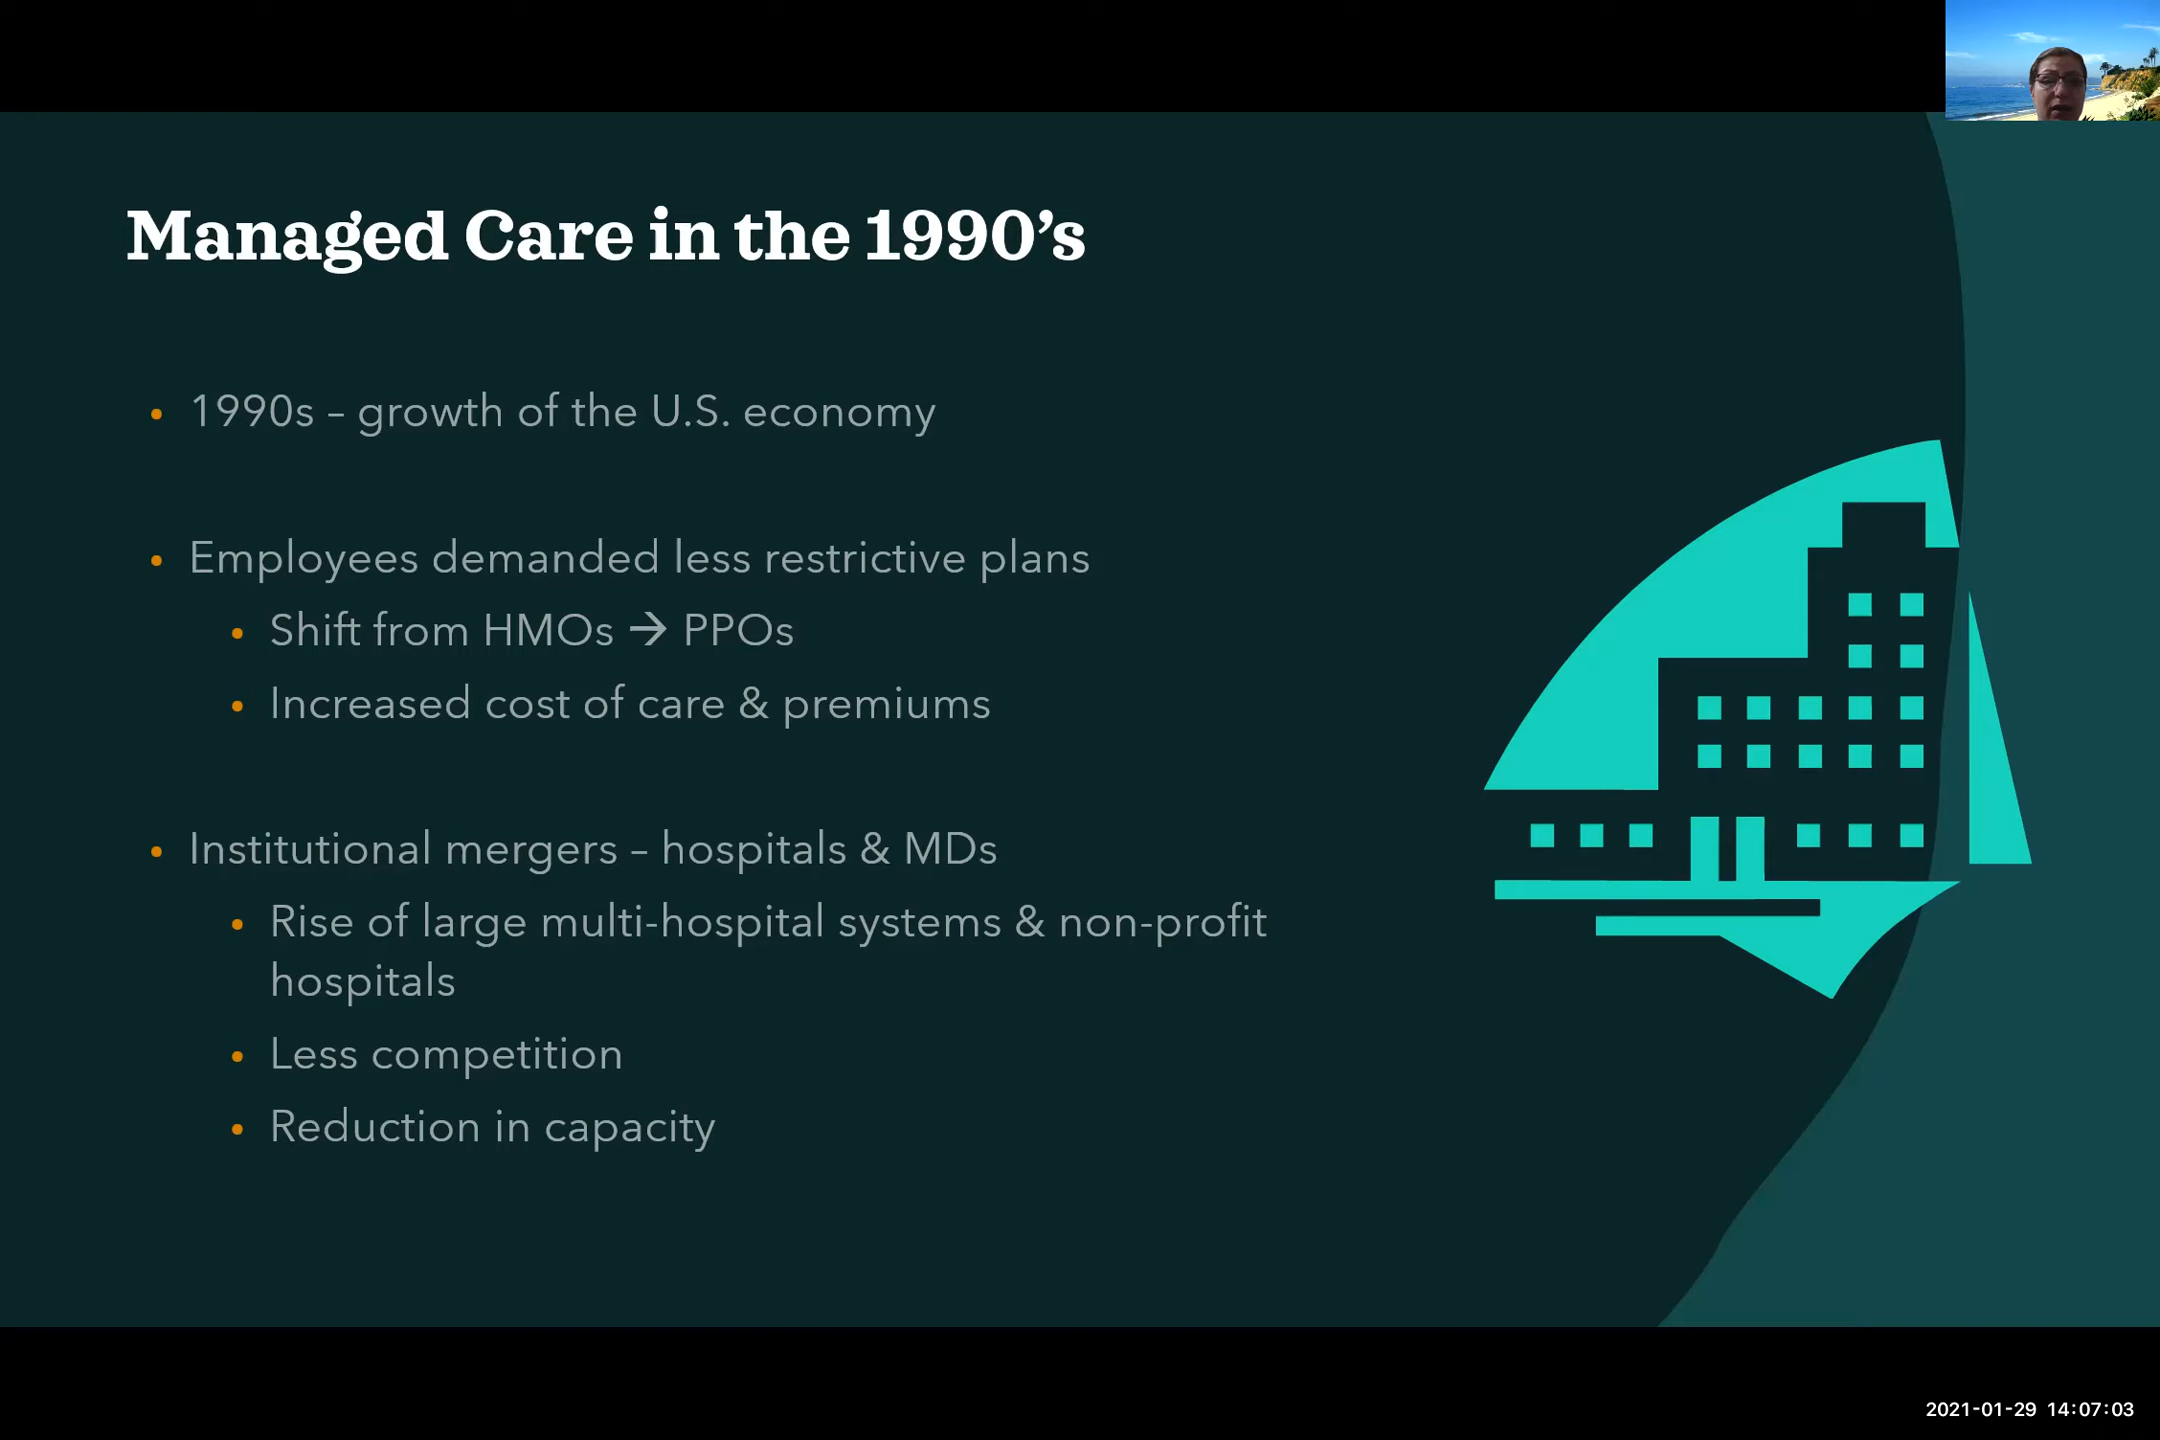 Managed Care in the 1990’s
• 1990s – growth of the U.S. economy
• Employees demanded less restrictive plans
• Shift from HMOs → PPOs
• Increased cost of care & premiums
• Institutional mergers – hospitals & MDs
• Rise of large multi-hospital systems & non-profit
hospitals
• Less competition
• Reduction in capacity
2021-01-29 14:07:03